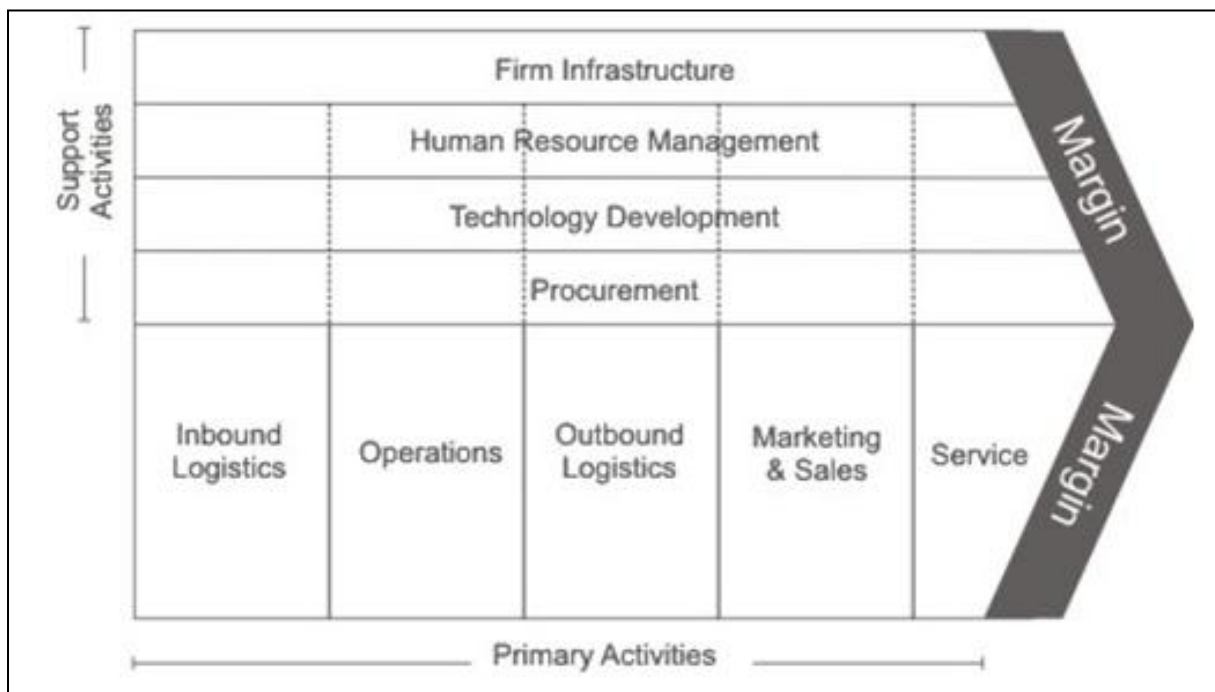 Support
Activities
Firm Infrastructure
Human Resource Management
Technology Development
Procurement
Inbound
Logistics
Operations
Outbound
Logistics
Marketing
& Sales
Service
Margin
Margin
Primary Activities